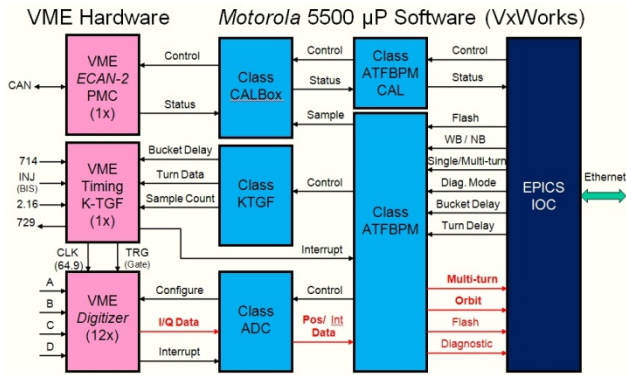 VME Hardware
Motorola 5500 µP Software (VxWorks)
CAN
VME
ECAN-2
PMC
(1x)
Control
Status
Class
CALBox
Control
Status
Sample
Class
ATFBPM
CAL
Control
Status
714
INJ
(BIS)
2.16
729
VME
Timing
K-TGF
(1x)
Bucket Delay
Turn Data
Sample Count
Class
KTGF
Control
Interrupt
Class
ATFBPM
Flash
WB / NB
Single/Multi-turn
Diag. Mode
Bucket Delay
Turn Delay
EPICS
IOC
Ethernet
CLK
(64.9)
TRG
(Gate)
A
B
C
D
VME
Digitizer
(12x)
Configure
I/Q Data
Interrupt
Class
ADC
Control
Pos/ Int
Data
Multi-turn
Orbit
Flash
Diagnostic